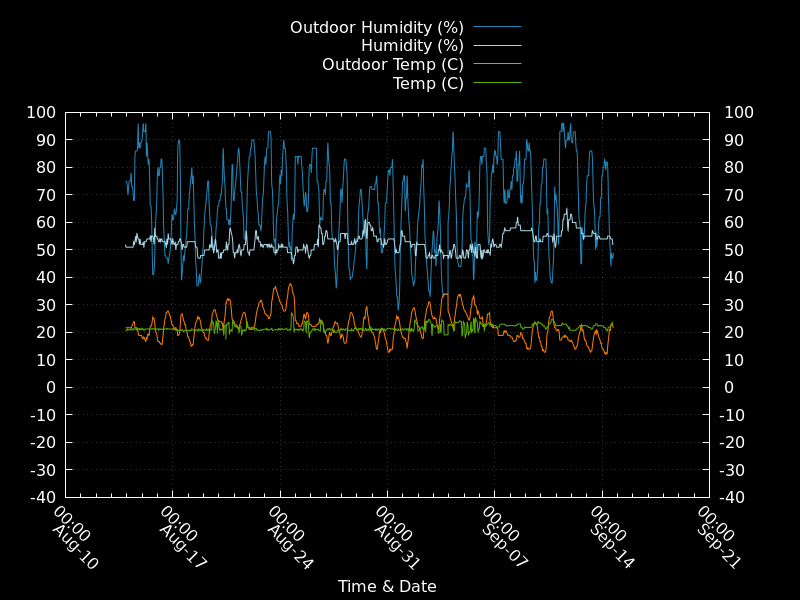 Outdoor Humidity (%)
Humidity (%)
Outdoor Temp (C)
Temp (C)
100 100
90 90
80 80
70 70
60 60
50 50
40 40
30 30
20 20
10 10
0 0
-10 -10
-20 -20
-30 -30
-40 -40
00:00 00:00 00:00 00:00 00:00 00:00 00:00
Aug-10 Aug-17 Aug-24 Aug-31 Sep-07 Sep-14 Sep-21
Time & Date